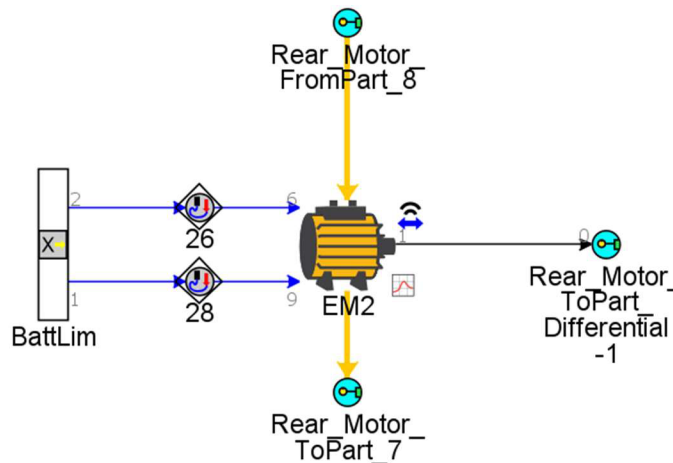 Rear_Motor_
FromPart_8
2
6
26
X
1
0
1
9
28
EM2
BattLim
Rear_Motor_
ToPart_
Differential
-1
Rear_Motor_
ToPart_7